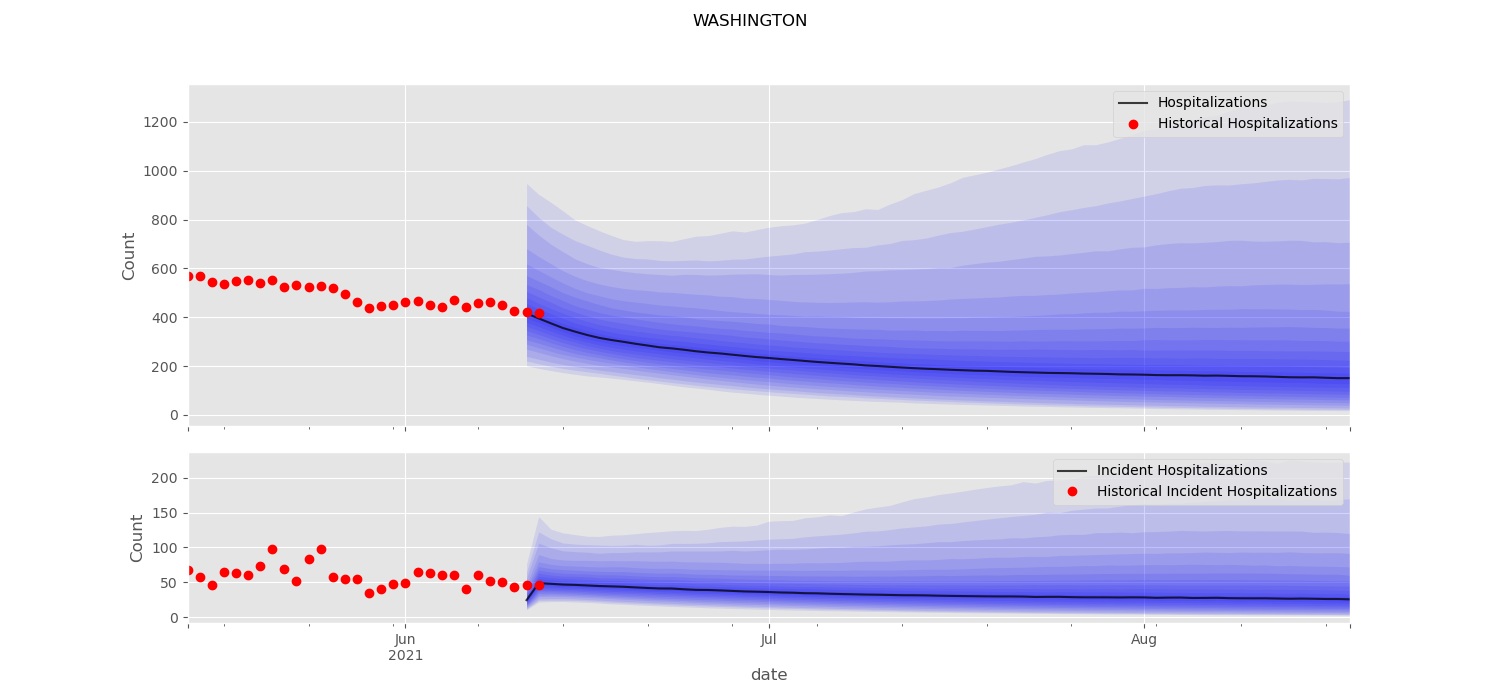 WASHINGTON
1200
1000
800
600
400
200
0
Count
Hospitalizations
Historical Hospitalizations
200
150
100
50
0
Count
Incident Hospitalizations
Historical Incident Hospitalizations
Jun
2021
Jul
Aug
date